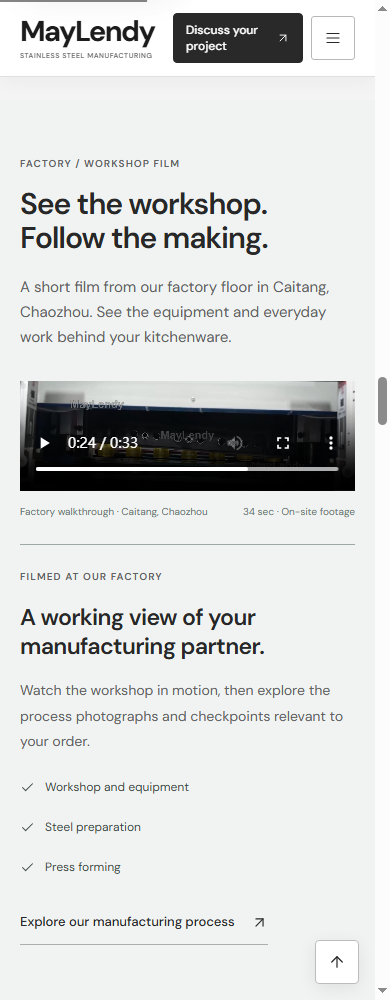 MayLendy
STAINLESS STEEL MANUFACTURING
Discuss your
project
FACTORY / WORKSHOP FILM
See the workshop.
Follow the making.
A short film from our factory floor in Caitang,
Chaozhou. See the equipment and everyday
work behind your kitchenware.
MayLendy
MayLendy
0:24 / 0:33
Factory walkthrough · Caitang, Chaozhou
34 sec · On-site footage
FILMED AT OUR FACTORY
A working view of your
manufacturing partner.
Watch the workshop in motion, then explore the
process photographs and checkpoints relevant to
your order.
Workshop and equipment
Steel preparation
Press forming
Explore our manufacturing process